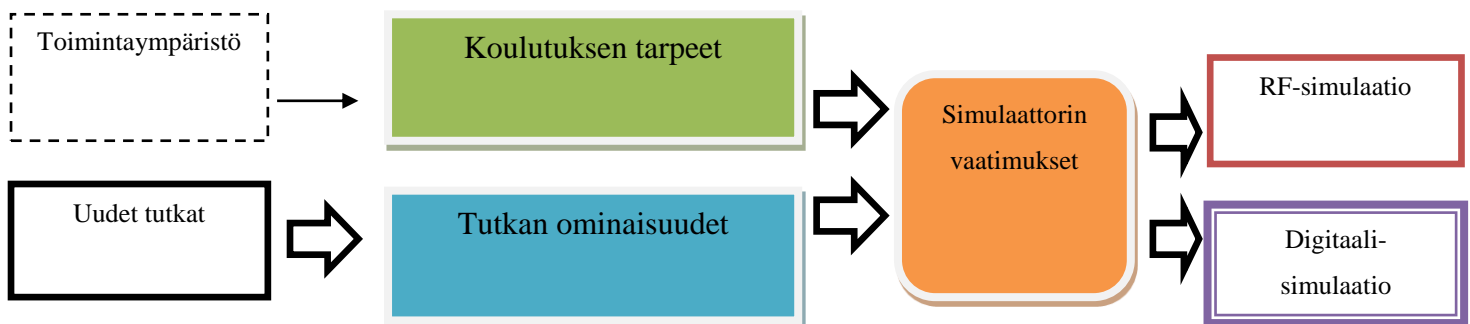 Toimintaympäristö
Koulutuksen tarpeet
RF-simulaatio
Simulaattorin
vaatimukset
Uudet tutkat
Tutkan ominaisuudet
Digitaali-
simulaatio